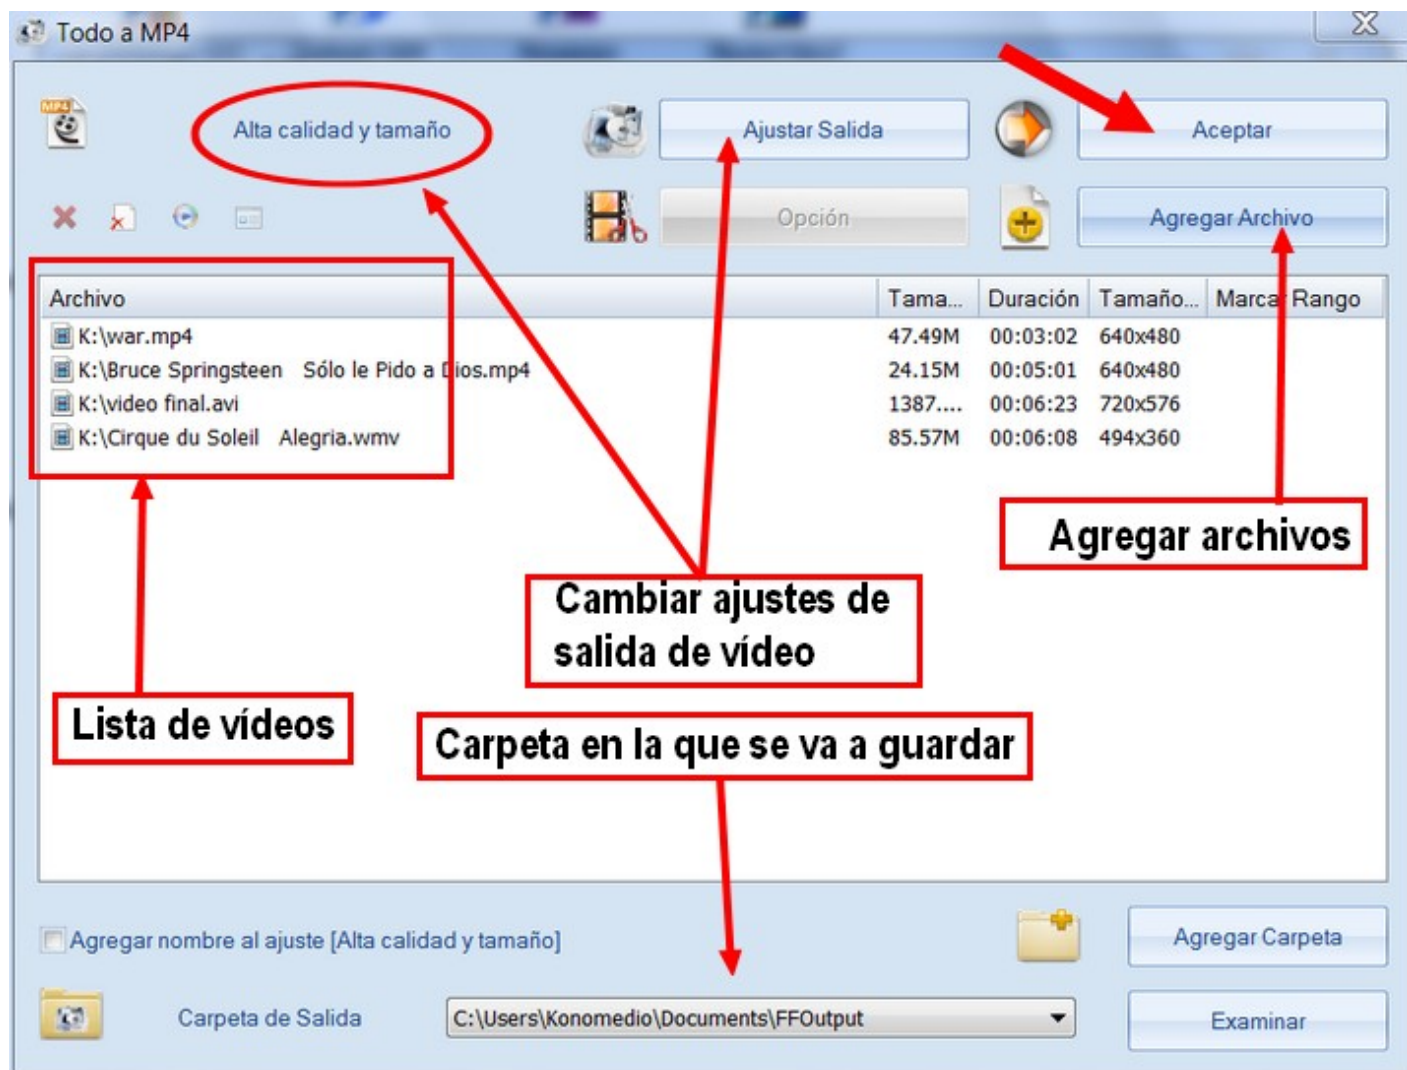 Todo a MP4
MP4
Alta calidad y tamaño
Ajustar Salida
Aceptar
Opción
Agregar Archivo
Archivo Tama... Duración Tamaño... Marcar Rango
K:\war.mp4 47.49M 00:03:02 640x480
K:\Bruce Springsteen Sólo le Pido a Dios.mp4 24.15M 00:05:01 640x480
K:\video final.avi 1387.... 00:06:23 720x576
K:\Cirque du Soleil Alegria.wmv 85.57M 00:06:08 494x360
Agregar archivos
Cambiar ajustes de
salida de vídeo
Lista de vídeos
Carpeta en la que se va a guardar
Agregar nombre al ajuste [Alta calidad y tamaño]
Agregar Carpeta
Carpeta de Salida
C:\Users\Konomedio\Documents\FFOutput
Examinar